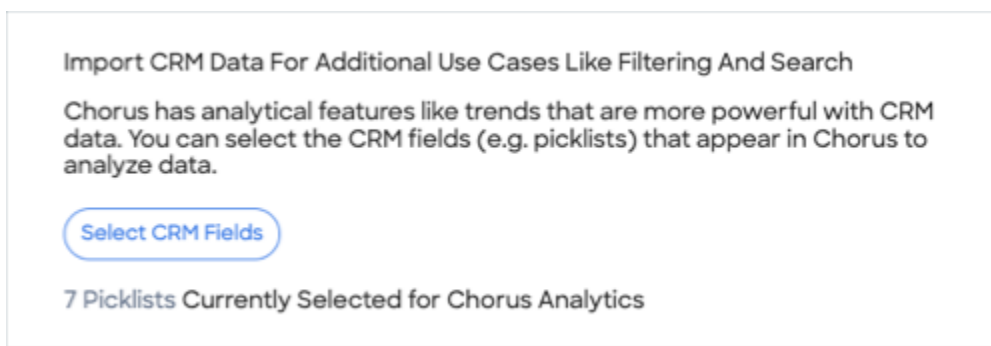 Import CRM Data For Additional Use Cases Like Filtering And Search
Chorus has analytical features like trends that are more powerful with CRM
data. You can select the CRM fields (e.g. picklists) that appear in Chorus to
analyze data.
Select CRM Fields
7 Picklists Currently Selected for Chorus Analytics